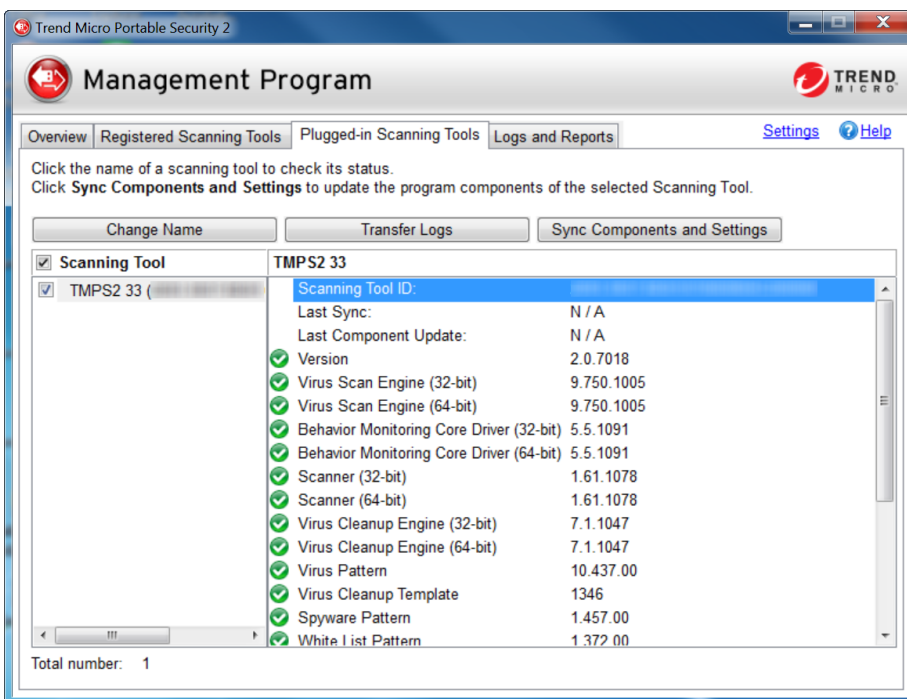 Trend Micro Portable Security 2
Management Program
TREND
MICRO
Overview Registered Scanning Tools Plugged-in Scanning Tools Logs and Reports Settings Help
Click the name of a scanning tool to check its status.
Click Sync Components and Settings to update the program components of the selected Scanning Tool.
Change Name Transfer Logs Sync Components and Settings
Scanning Tool TMPS2 33
TMPS2 33 ( Scanning Tool ID:
Last Sync: N / A
Last Component Update: N / A
Version 2.0.7018
Virus Scan Engine (32-bit) 9.750.1005
Virus Scan Engine (64-bit) 9.750.1005
Behavior Monitoring Core Driver (32-bit) 5.5.1091
Behavior Monitoring Core Driver (64-bit) 5.5.1091
Scanner (32-bit) 1.61.1078
Scanner (64-bit) 1.61.1078
Virus Cleanup Engine (32-bit) 7.1.1047
Virus Cleanup Engine (64-bit) 7.1.1047
Virus Pattern 10.437.00
Virus Cleanup Template 1346
Spyware Pattern 1.457.00
White List Pattern 1.372.00
Total number: 1